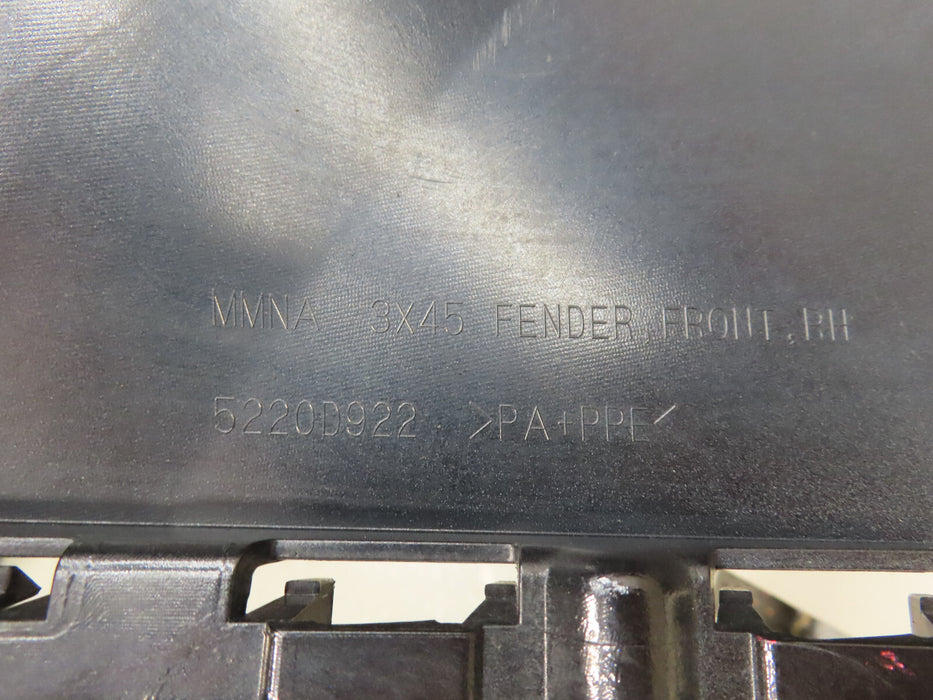 MMNA 3X45 FENDER,FRONT,RH
5220D922 >PA+PPE<